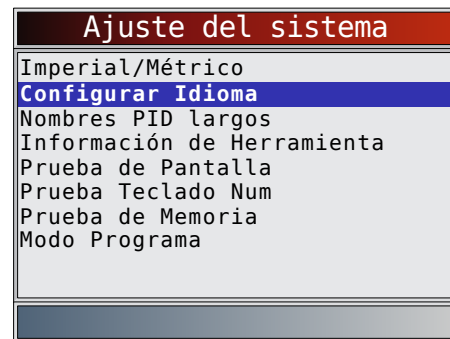 Ajuste del sistema
Imperial/Métrico
Configurar Idioma
Nombres PID largos
Información de Herramienta
Prueba de Pantalla
Prueba Teclado Num
Prueba de Memoria
Modo Programa